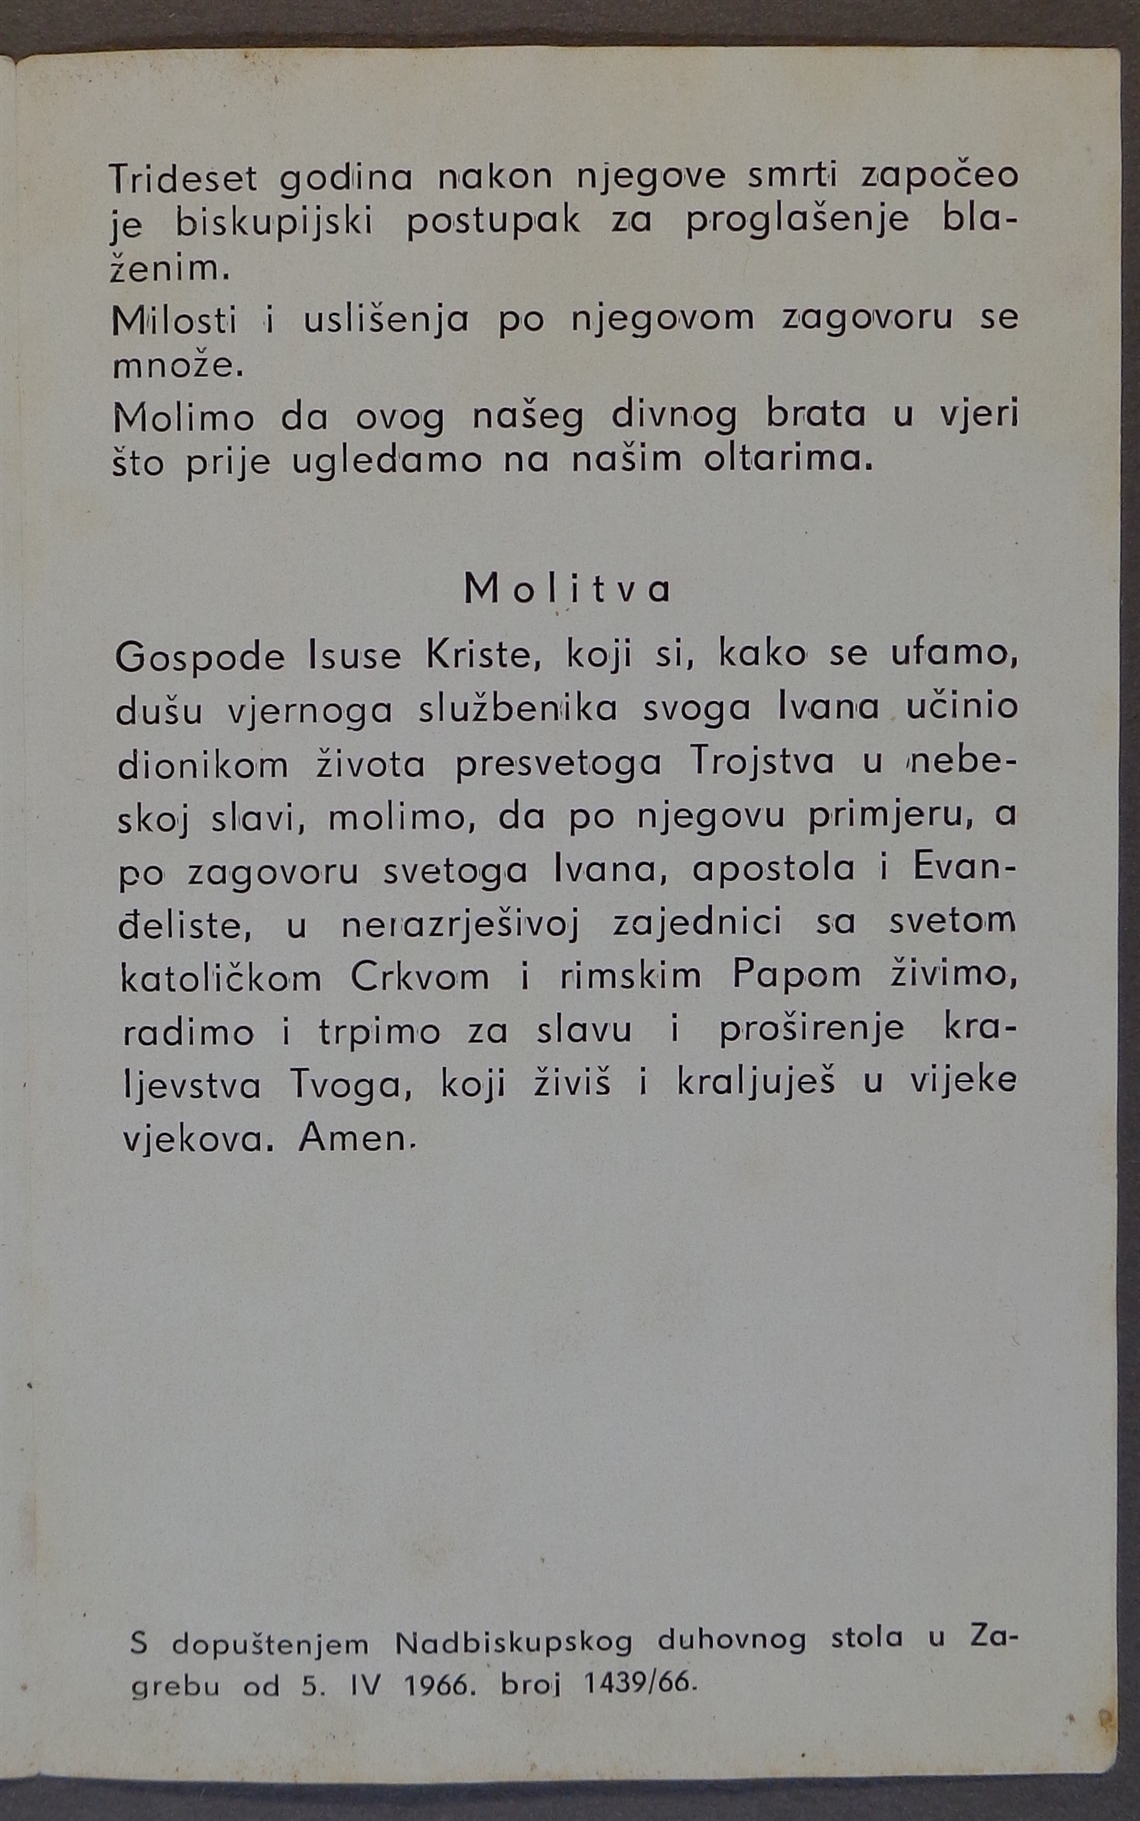 Trideset godina nakon njegove smrti započeo
je biskupijski postupak za proglašenje bla-
ženim.
Milosti i uslišenja po njegovom zagovoru se
množe.
Molimo da ovog našeg divnog brata u vjeri
što prije ugledamo na našim oltarima.
Molitva
Gospode Isuse Kriste, koji si, kako se ufamo,
dušu vjernoga službenika svoga Ivana učinio
dionikom života presvetoga Trojstva u nebe-
skoj slavi, molimo, da po njegovu primjeru, a
po zagovoru svetoga Ivana, apostola i Evan-
đeliste, u nerazrješivoj zajednici sa svetom
katoličkom Crkvom i rimskim Papom živimo,
radimo i trpimo za slavu i proširenje kra-
ljevstva Tvoga, koji živiš i kraljuješ u vijeke
vjekova. Amen.
S dopuštenjem Nadbiskupskog duhovnog stola u Za-
grebu od 5. IV 1966. broj 1439/66.